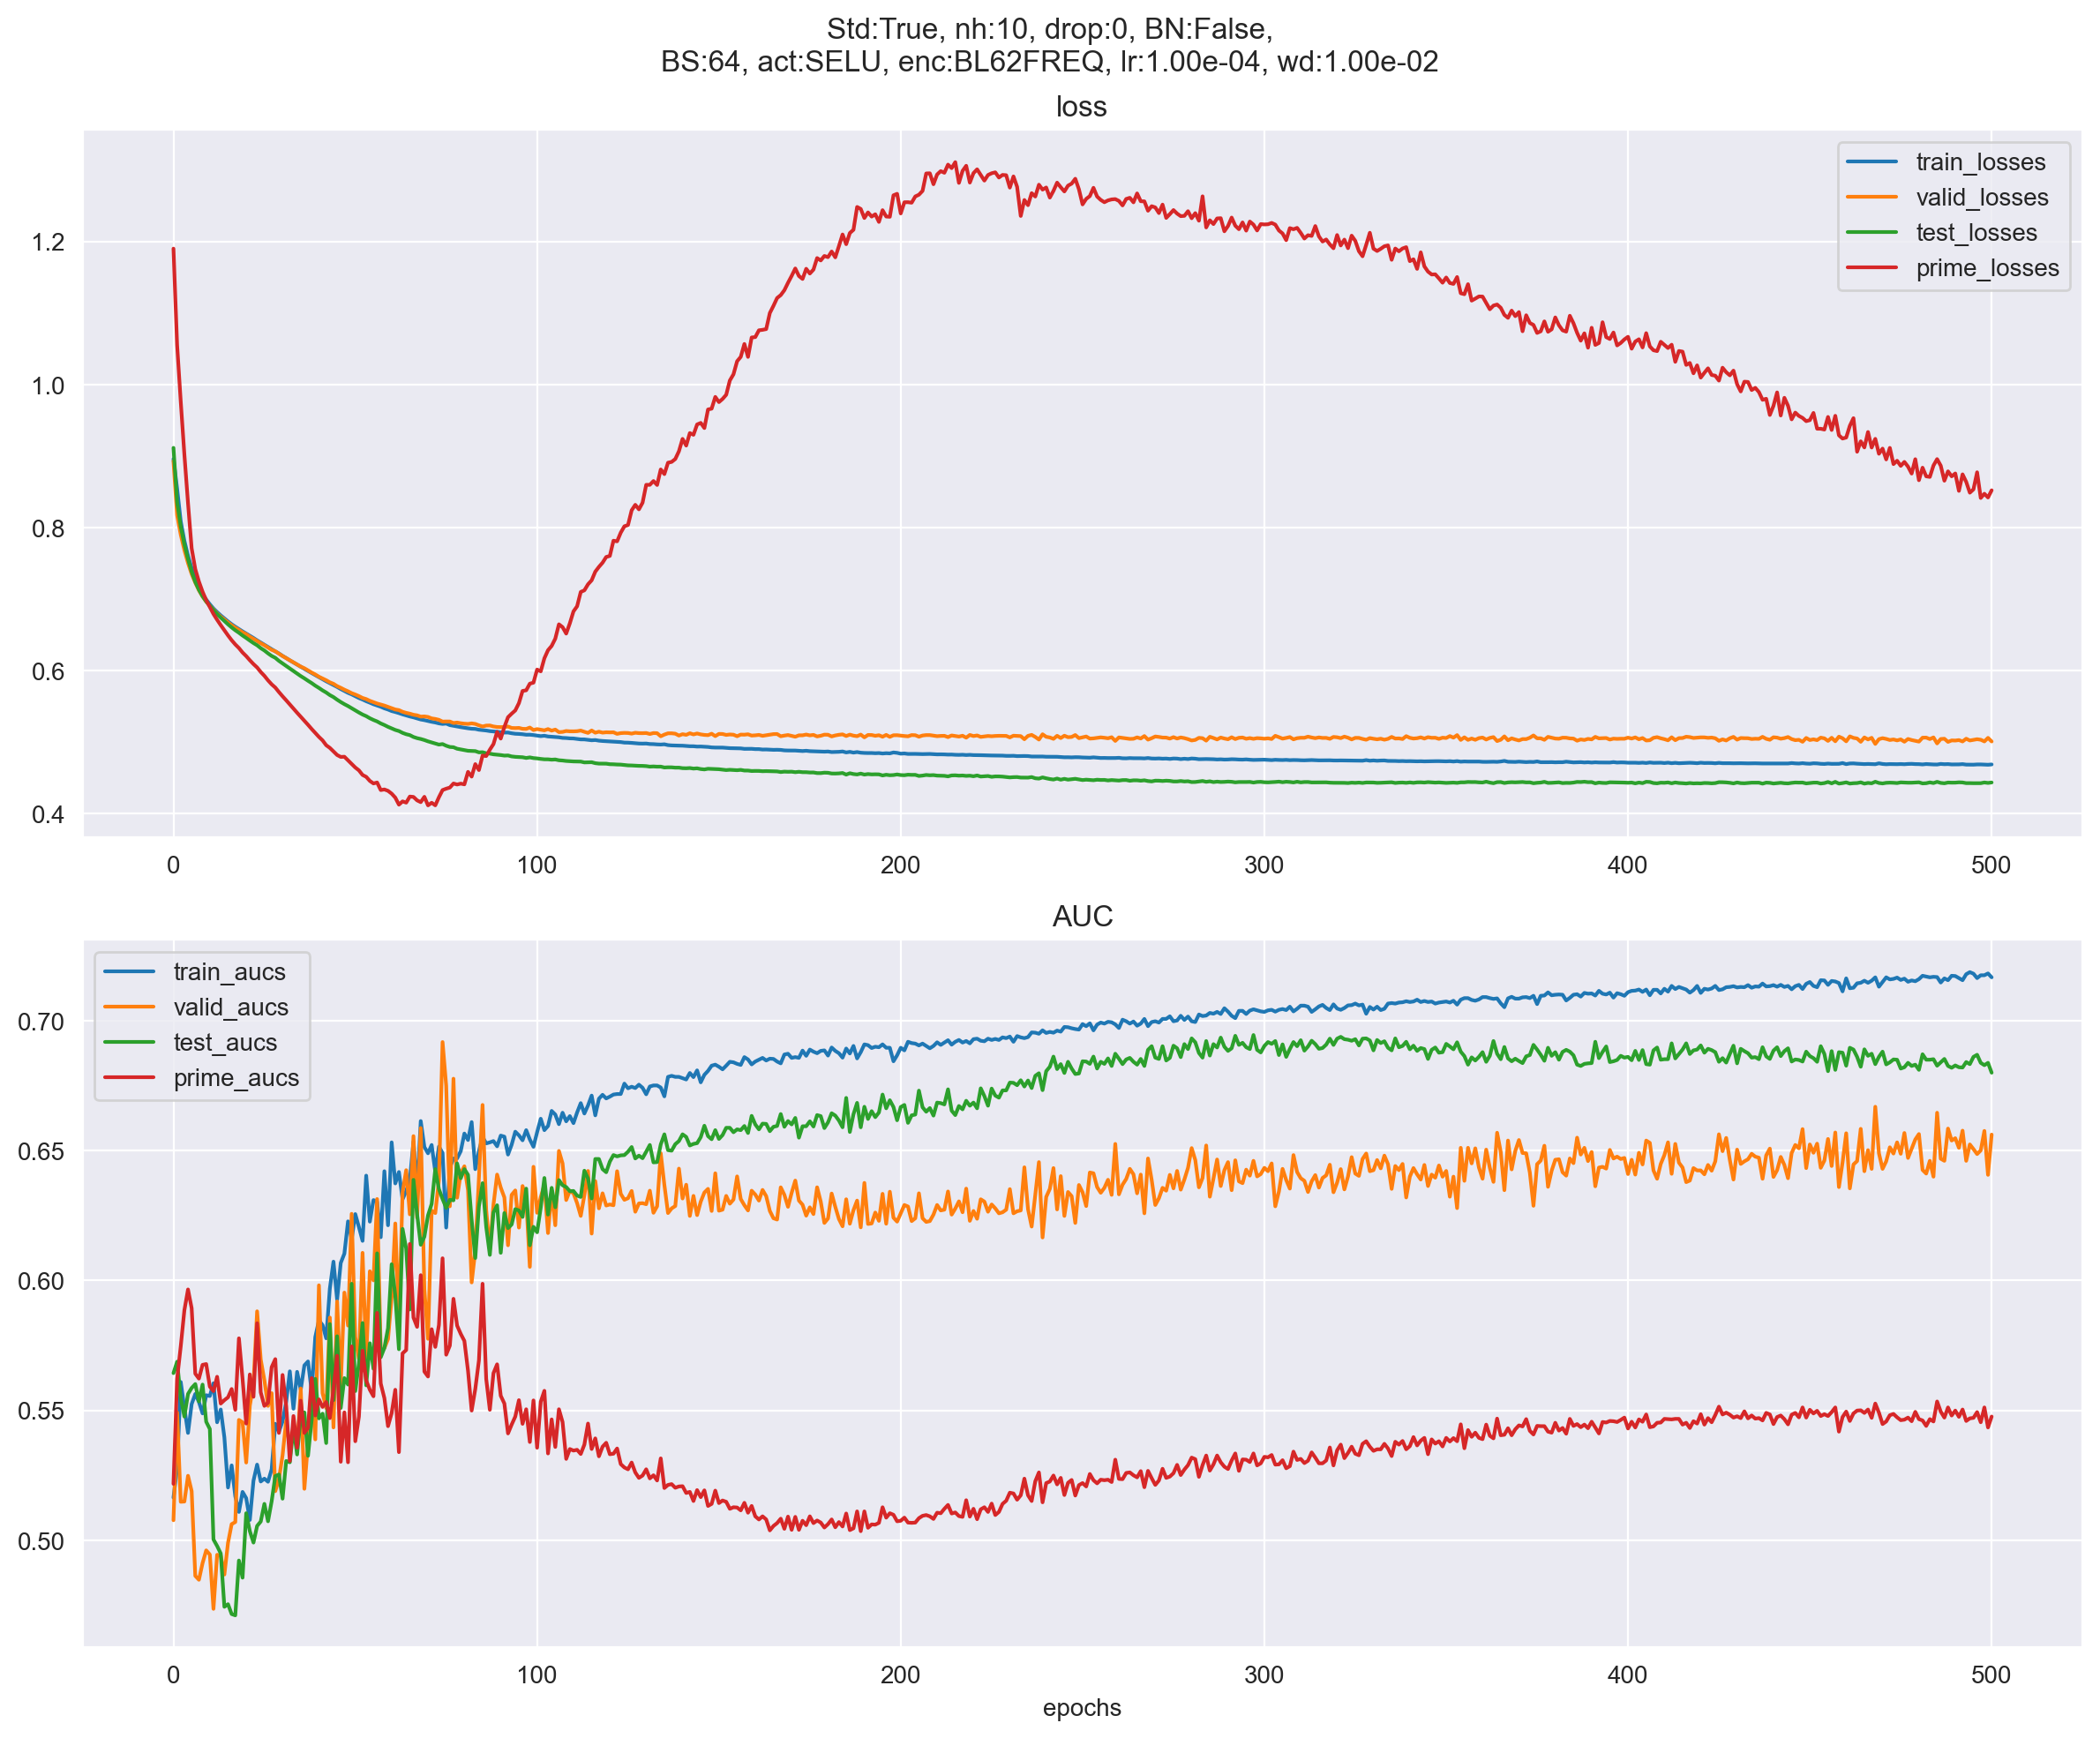 Std:True, nh:10, drop:0, BN:False,
BS:64, act:SELU, enc:BL62FREQ, lr:1.00e-04, wd:1.00e-02
loss
train_losses
valid_losses
test_losses
prime_losses
1.2
1.0
0.8
0.6
0.4
0 100 200 300 400 500
AUC
train_aucs
valid_aucs
test_aucs
prime_aucs
0.70
0.65
0.60
0.55
0.50
0 100 200 300 400 500
epochs